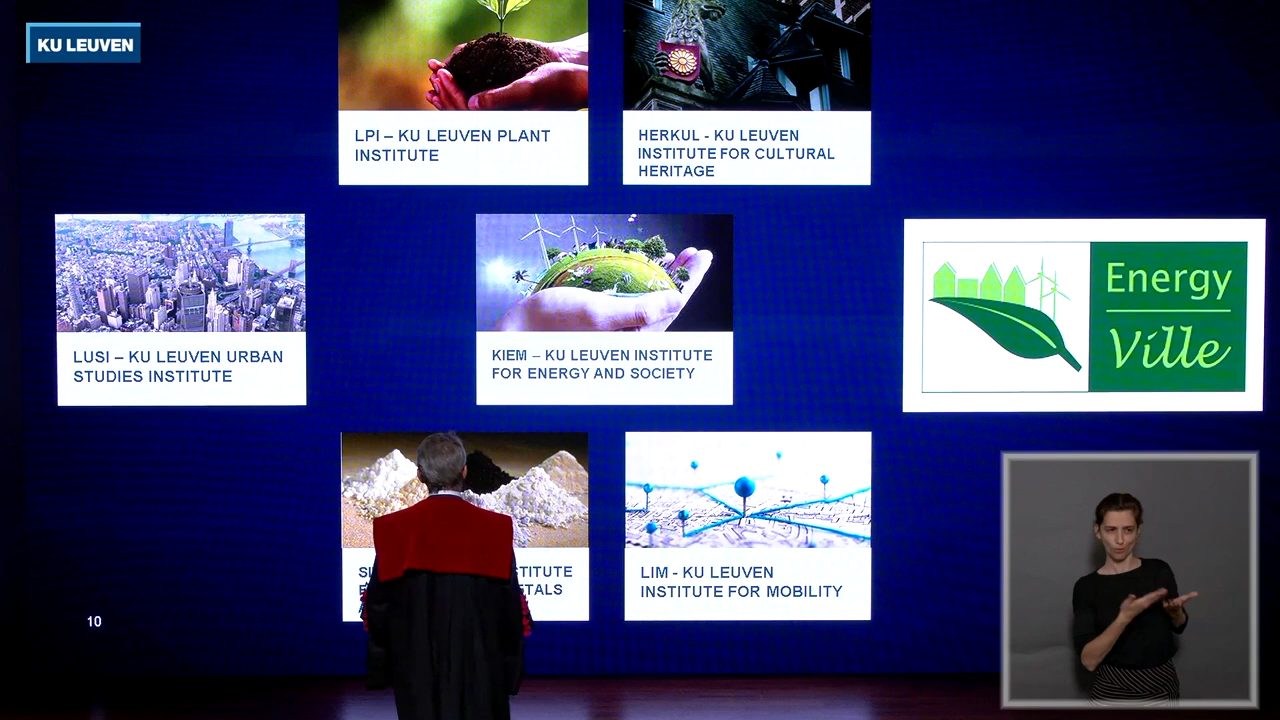 KU LEUVEN
LPI – KU LEUVEN PLANT
INSTITUTE
HERKUL - KU LEUVEN
INSTITUTE FOR CULTURAL
HERITAGE
LUSI – KU LEUVEN URBAN
STUDIES INSTITUTE
KIEM – KU LEUVEN INSTITUTE
FOR ENERGY AND SOCIETY
Energy
Ville
LIM - KU LEUVEN
INSTITUTE FOR MOBILITY
10